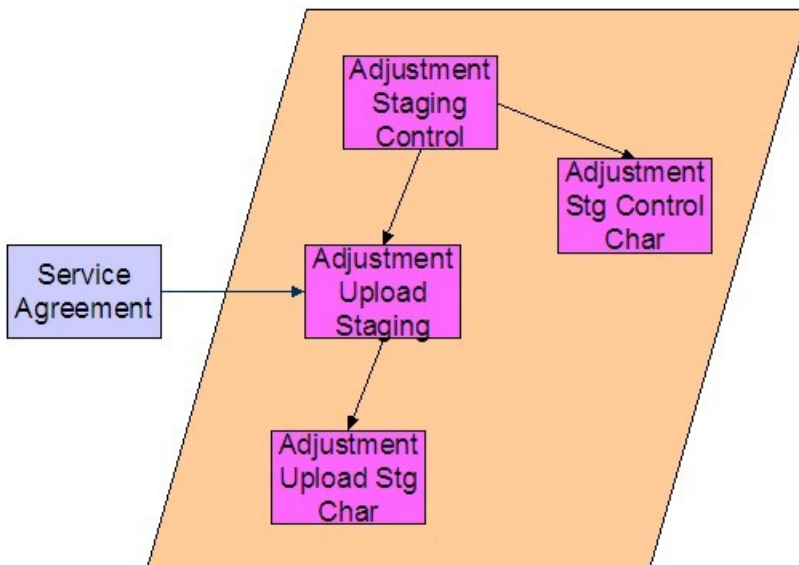 Adjustment
Staging
Control
Adjustment
Stg Control
Char
Service
Agreement
Adjustment
Upload
Staging
Adjustment
Upload Stg
Char